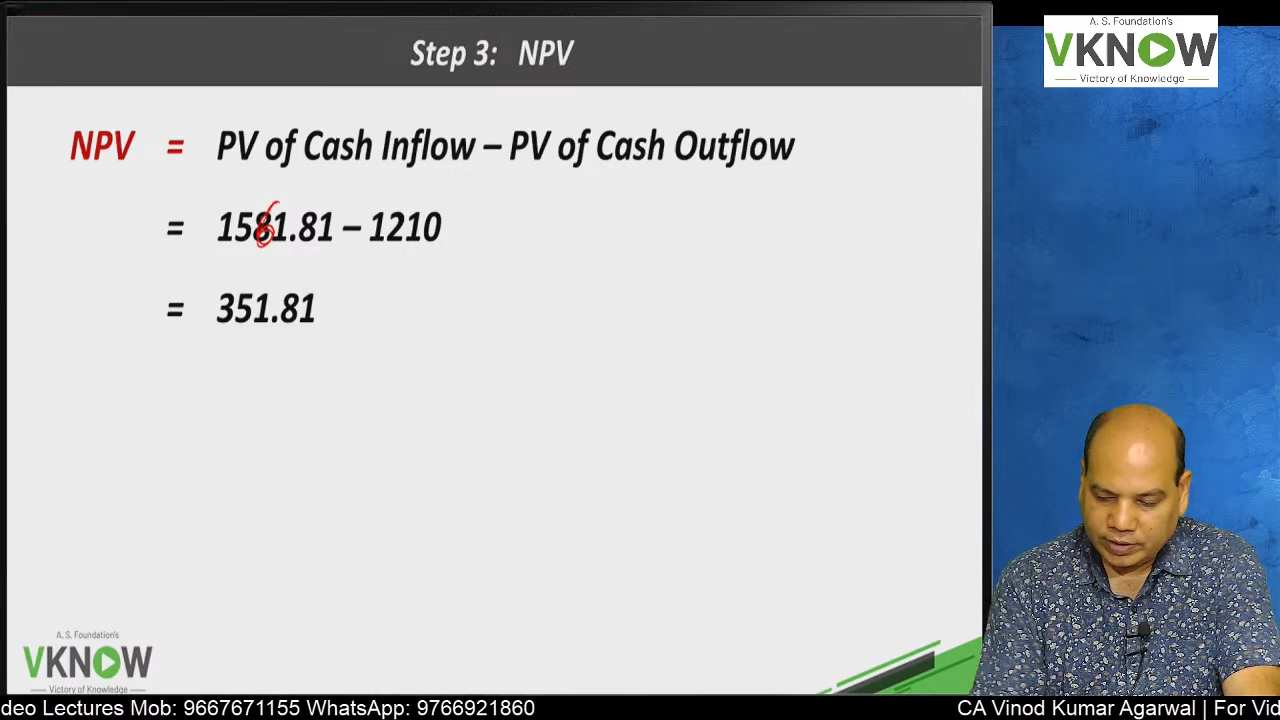 Step 3: NPV
A. S. Foundation's
VKNOW
Victory of Knowledge
NPV = PV of Cash Inflow – PV of Cash Outflow
= 1581.81 – 1210
6
= 351.81
A. S. Foundation's
VKNOW
Victory of Knowledge
deo Lectures Mob: 9667671155 WhatsApp: 9766921860
CA Vinod Kumar Agarwal | For Vid